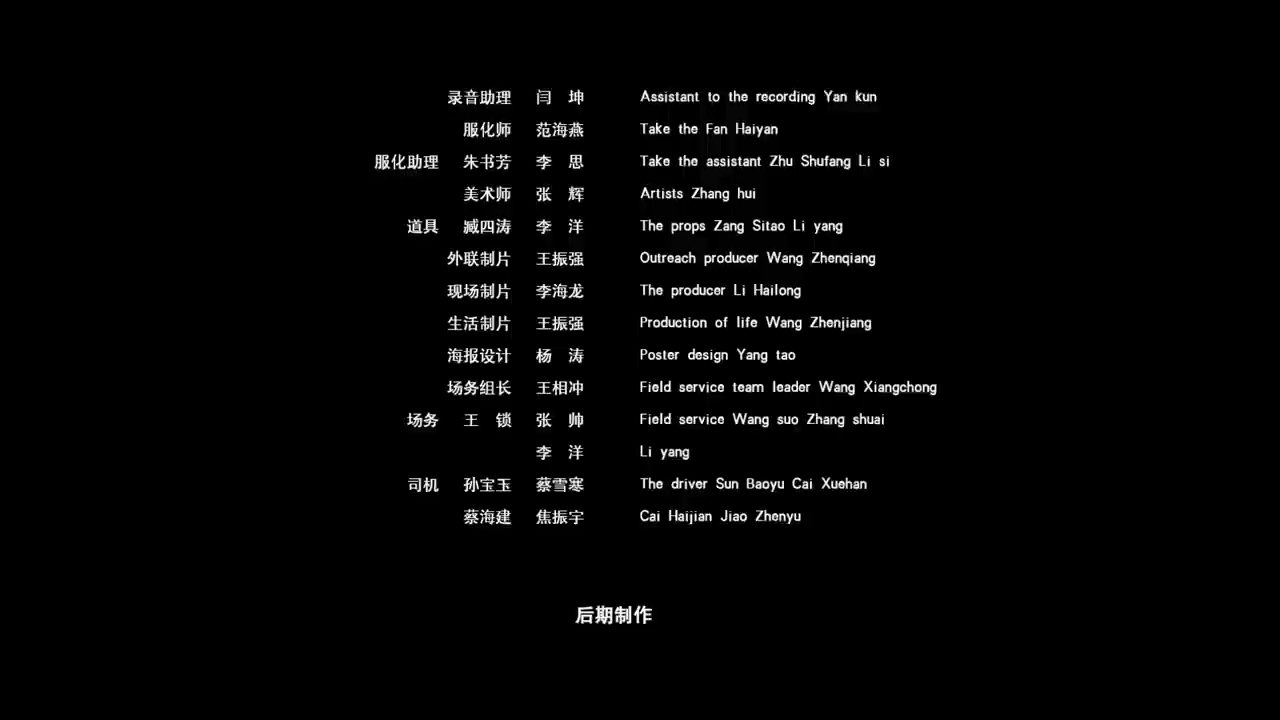 录音助理 闫 坤 Assistant to the recording Yan kun
服化师 范海燕 Take the Fan Haiyan
服化助理 朱书芳 李 思 Take the assistant Zhu Shufang Li si
美术师 张 辉 Artists Zhang hui
道具 臧四涛 李 洋 The props Zang Sitao Li yang
外联制片 王振强 Outreach producer Wang Zhenqiang
现场制片 李海龙 The producer Li Hailong
生活制片 王振强 Production of life Wang Zhenjiang
海报设计 杨 涛 Poster design Yang tao
场务组长 王相冲 Field service team leader Wang Xiangchong
场务 王 锁 张 帅 Field service Wang suo Zhang shuai
李 洋 Li yang
司机 孙宝玉 蔡雪寒 The driver Sun Baoyu Cai Xuehan
蔡海建 焦振宇 Cai Haijian Jiao Zhenyu
后期制作